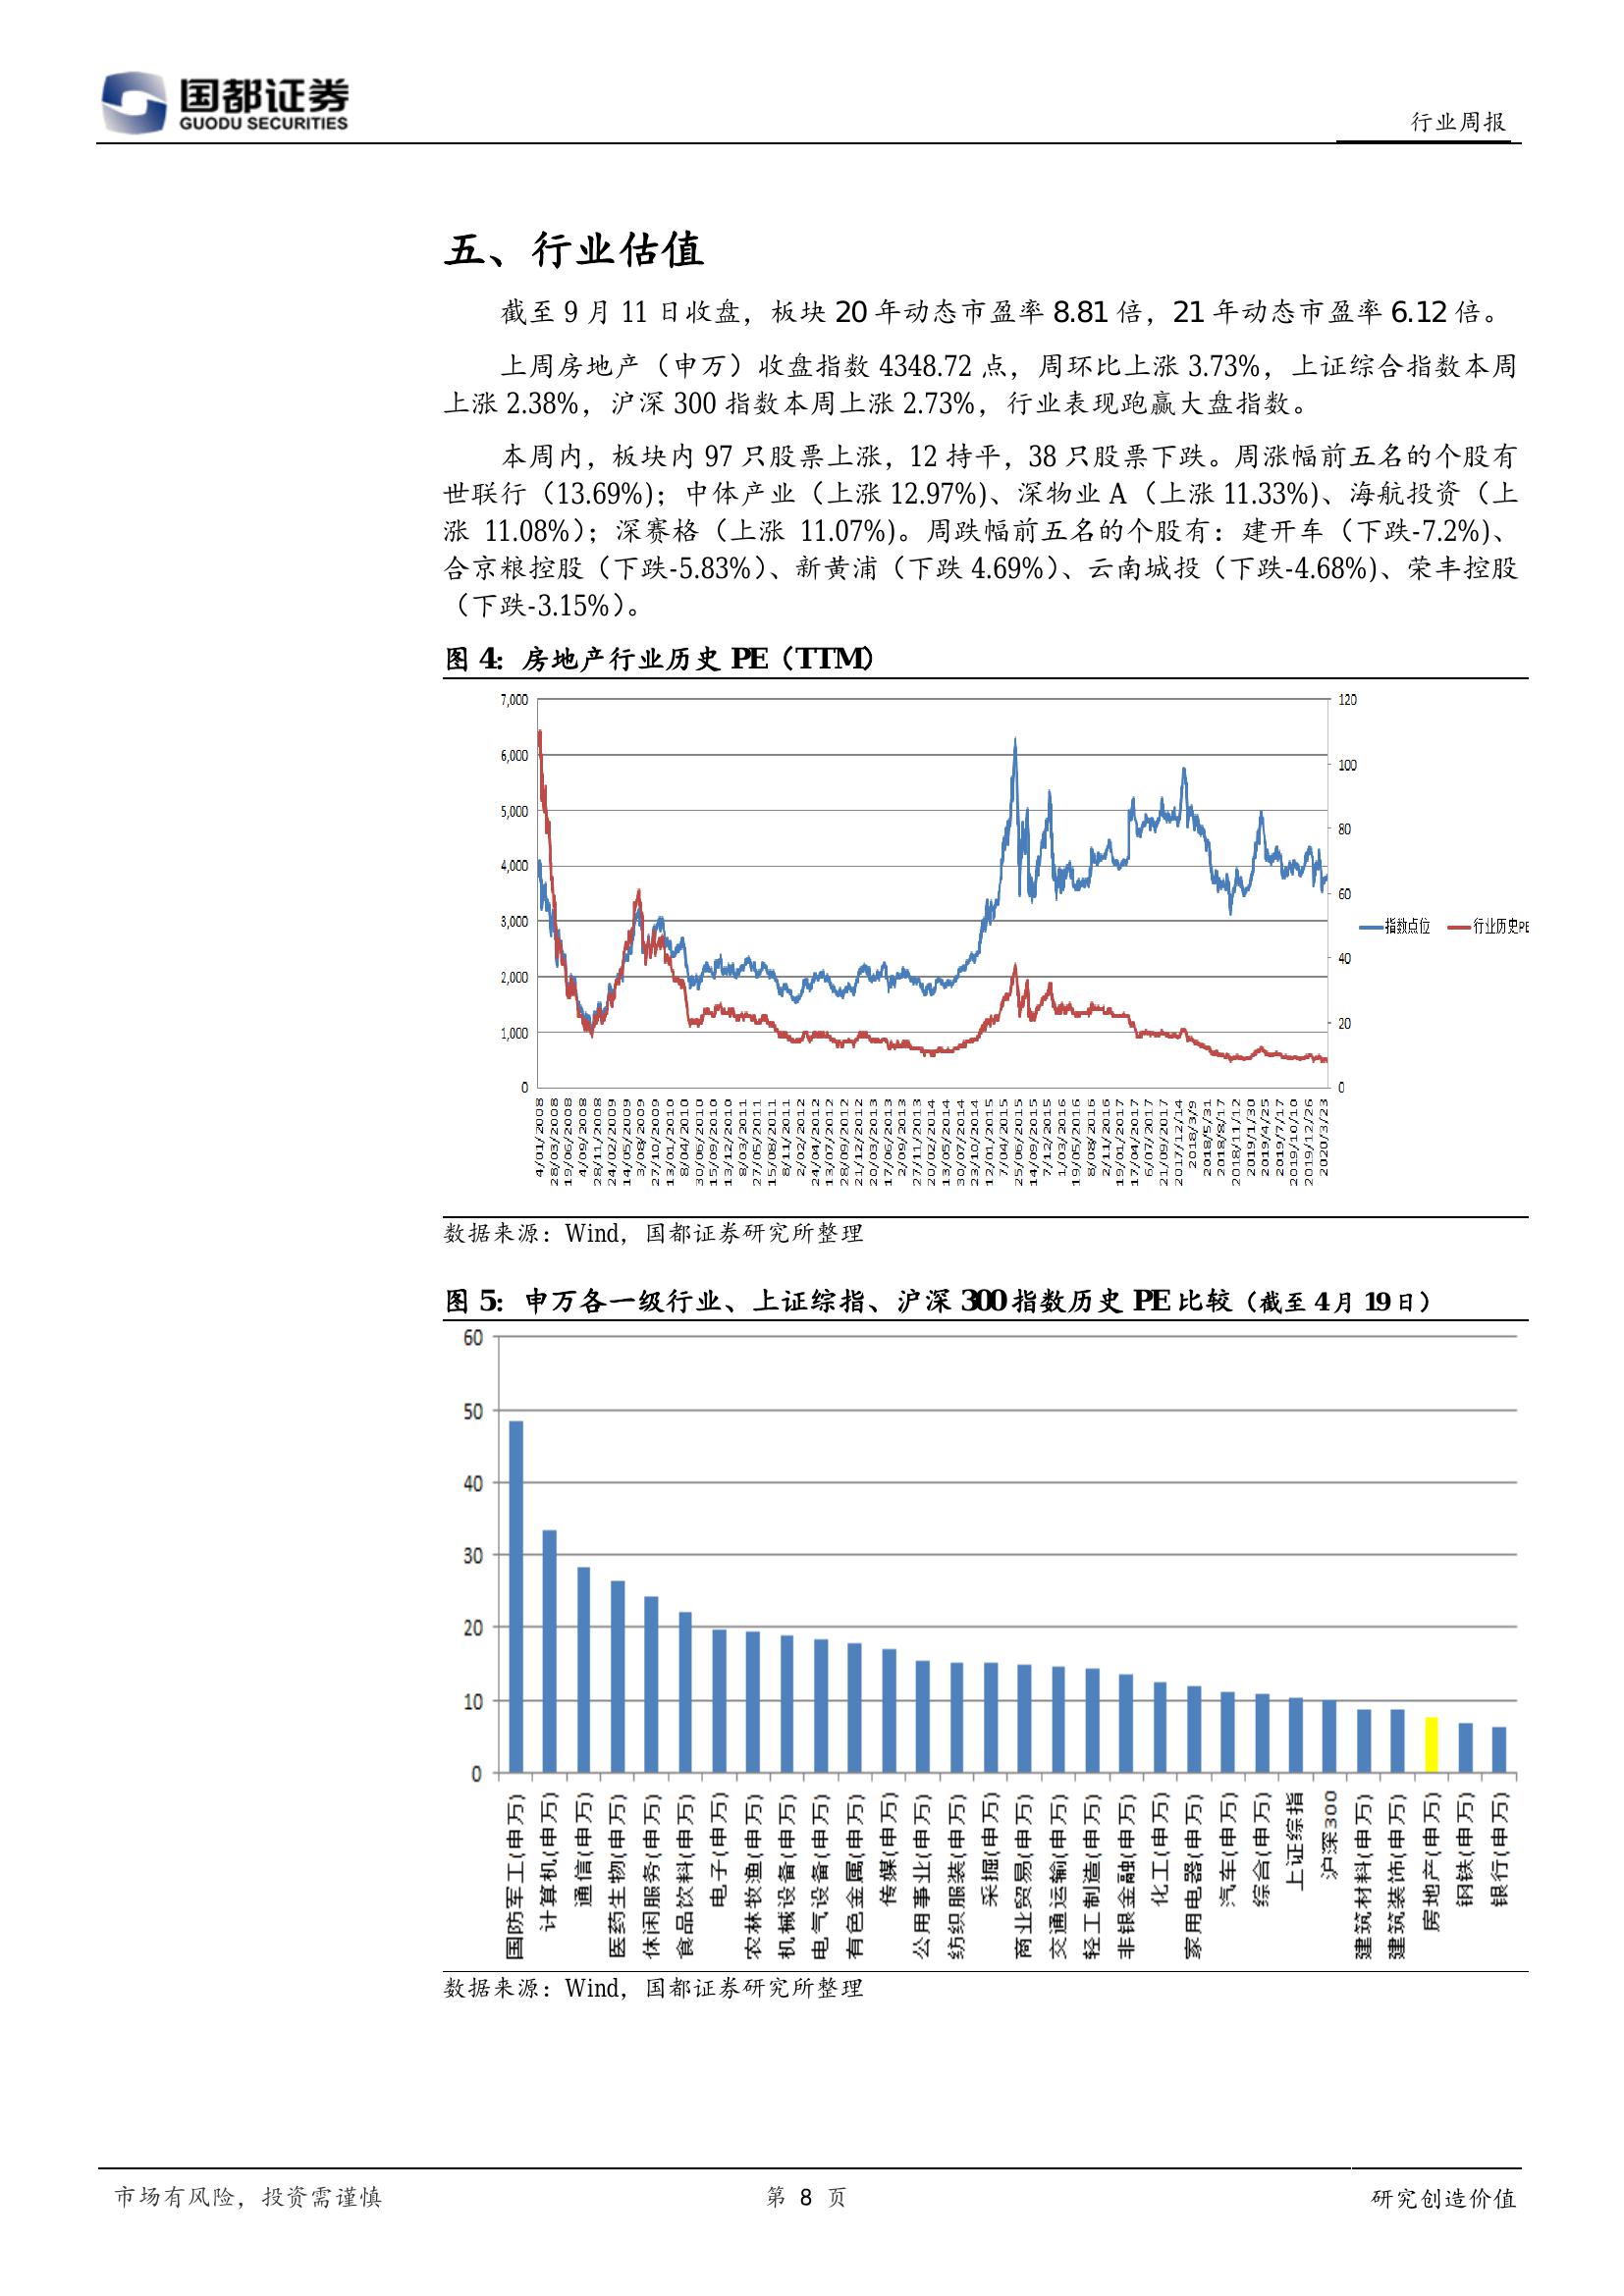 国都证券
GUODU SECURITIES
行业周报
五、行业估值
截至 9 月 11 日收盘，板块 20 年动态市盈率 8.81 倍，21 年动态市盈率 6.12 倍。
上周房地产（申万）收盘指数 4348.72 点，周环比上涨 3.73%，上证综合指数本周
上涨 2.38%，沪深 300 指数本周上涨 2.73%，行业表现跑赢大盘指数。
本周内，板块内 97 只股票上涨，12 持平，38 只股票下跌。周涨幅前五名的个股有
世联行（13.69%)；中体产业（上涨 12.97%)、深物业 A（上涨 11.33%)、海航投资（上
涨 11.08%）；深赛格（上涨 11.07%)。周跌幅前五名的个股有：建开车（下跌-7.2%)、
合京粮控股（下跌-5.83%）、新黄浦（下跌 4.69%）、云南城投（下跌-4.68%)、荣丰控股
（下跌-3.15%）。
图 4：房地产行业历史 PE（TTM）
7,000
6,000
5,000
4,000
3,000
2,000
1,000
0
120
100
80
60
40
20
0
指数点位
行业历史PE
4/01/2008
28/03/2008
19/06/2008
4/09/2008
28/11/2008
24/02/2009
14/05/2009
3/08/2009
27/10/2009
13/01/2010
8/04/2010
30/06/2010
15/09/2010
13/12/2010
8/03/2011
27/05/2011
15/08/2011
8/11/2011
2/02/2012
24/04/2012
13/07/2012
28/09/2012
21/12/2012
20/03/2013
17/06/2013
2/09/2013
27/11/2013
20/02/2014
13/05/2014
30/07/2014
23/10/2014
12/01/2015
7/04/2015
25/06/2015
14/09/2015
7/12/2015
1/03/2016
19/05/2016
8/08/2016
2/11/2016
19/01/2017
17/04/2017
6/07/2017
21/09/2017
2017/12/14
2018/3/9
2018/5/31
2018/8/17
2018/11/12
2019/1/30
2019/4/25
2019/7/17
2019/10/10
2019/12/26
2020/3/23
数据来源：Wind，国都证券研究所整理
图 5：申万各一级行业、上证综指、沪深 300 指数历史 PE 比较（截至 4 月 19 日）
60
50
40
30
20
10
0
国防军工(申万)
计算机(申万)
通信(申万)
医药生物(申万)
休闲服务(申万)
食品饮料(申万)
电子(申万)
农林牧渔(申万)
机械设备(申万)
电气设备(申万)
有色金属(申万)
传媒(申万)
公用事业(申万)
纺织服装(申万)
采掘(申万)
商业贸易(申万)
交通运输(申万)
轻工制造(申万)
非银金融(申万)
化工(申万)
家用电器(申万)
汽车(申万)
综合(申万)
上证综指
沪深300
建筑材料(申万)
建筑装饰(申万)
房地产(申万)
钢铁(申万)
银行(申万)
数据来源：Wind，国都证券研究所整理
市场有风险，投资需谨慎
第 8 页
研究创造价值